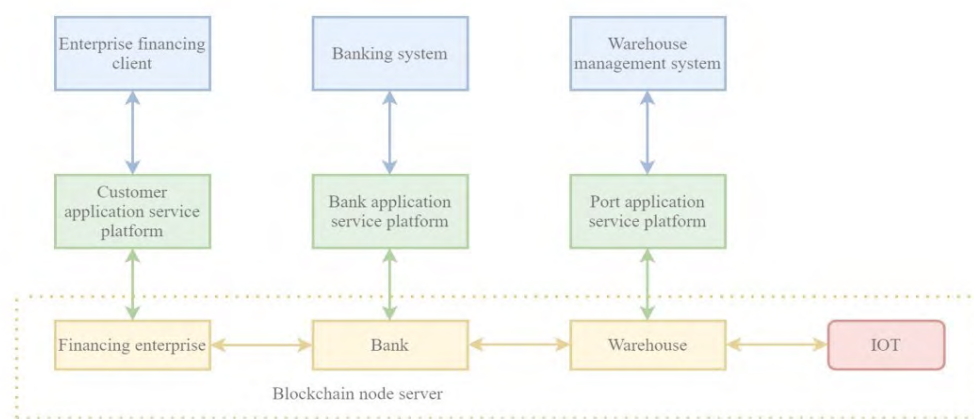 Enterprise financing
client
Banking system
Warehouse
management system
Customer
application service
platform
Bank application
service platform
Port application
service platform
Financing enterprise
Bank
Warehouse
IOT
Blockchain node server